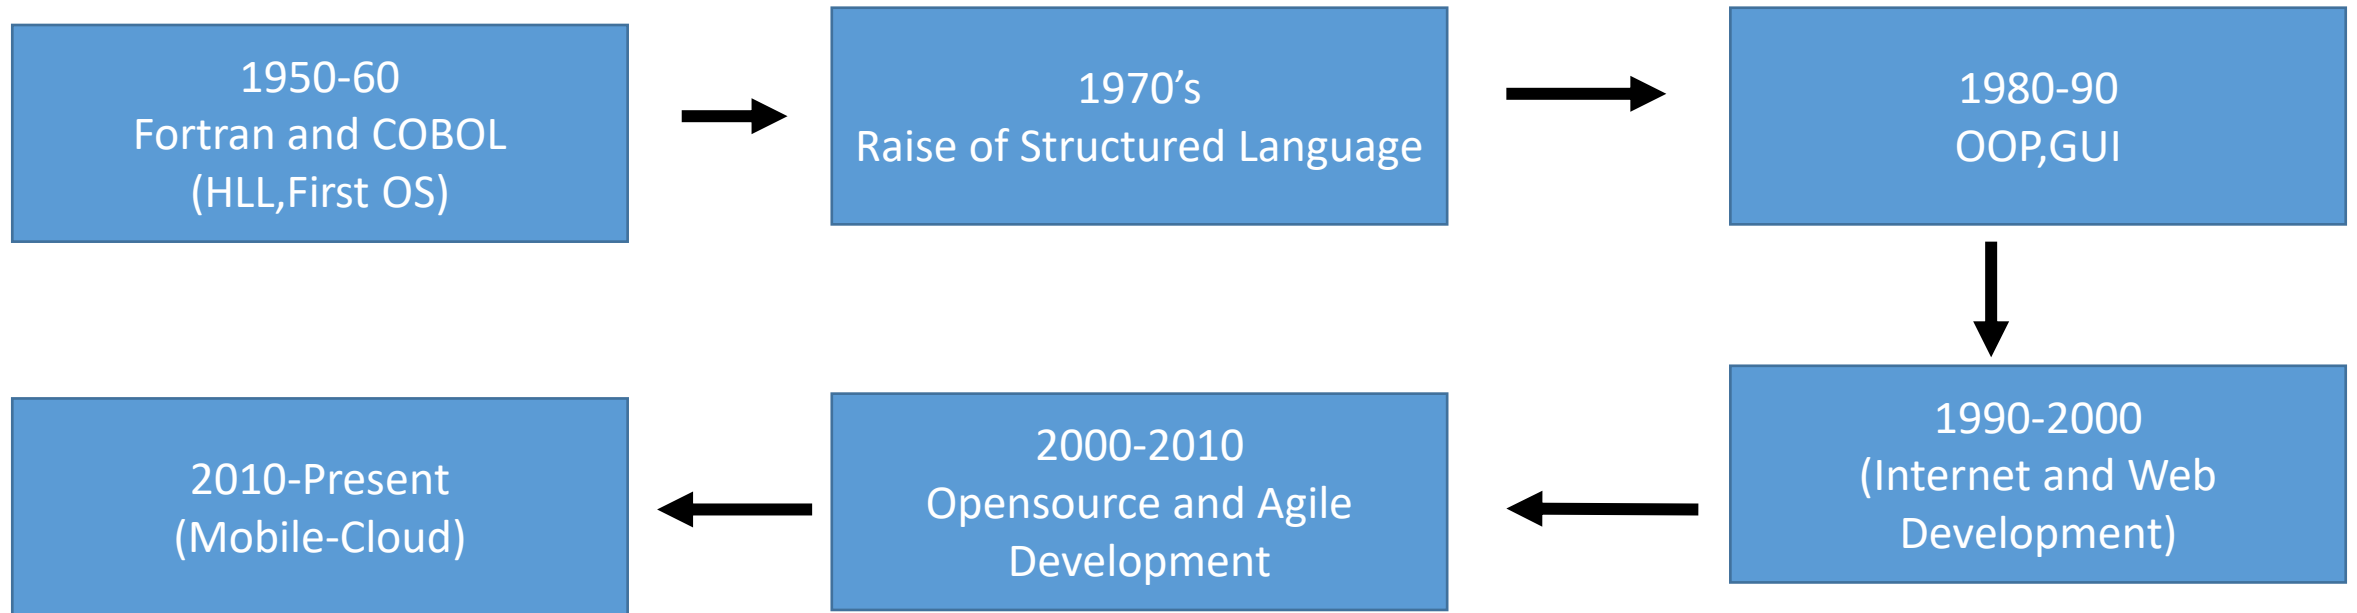 1950-60
Fortran and COBOL
(HLL,First OS)
1970’s
Raise of Structured Language
1980-90
OOP,GUI
1990-2000
(Internet and Web
Development)
2000-2010
Opensource and Agile
Development
2010-Present
(Mobile-Cloud)